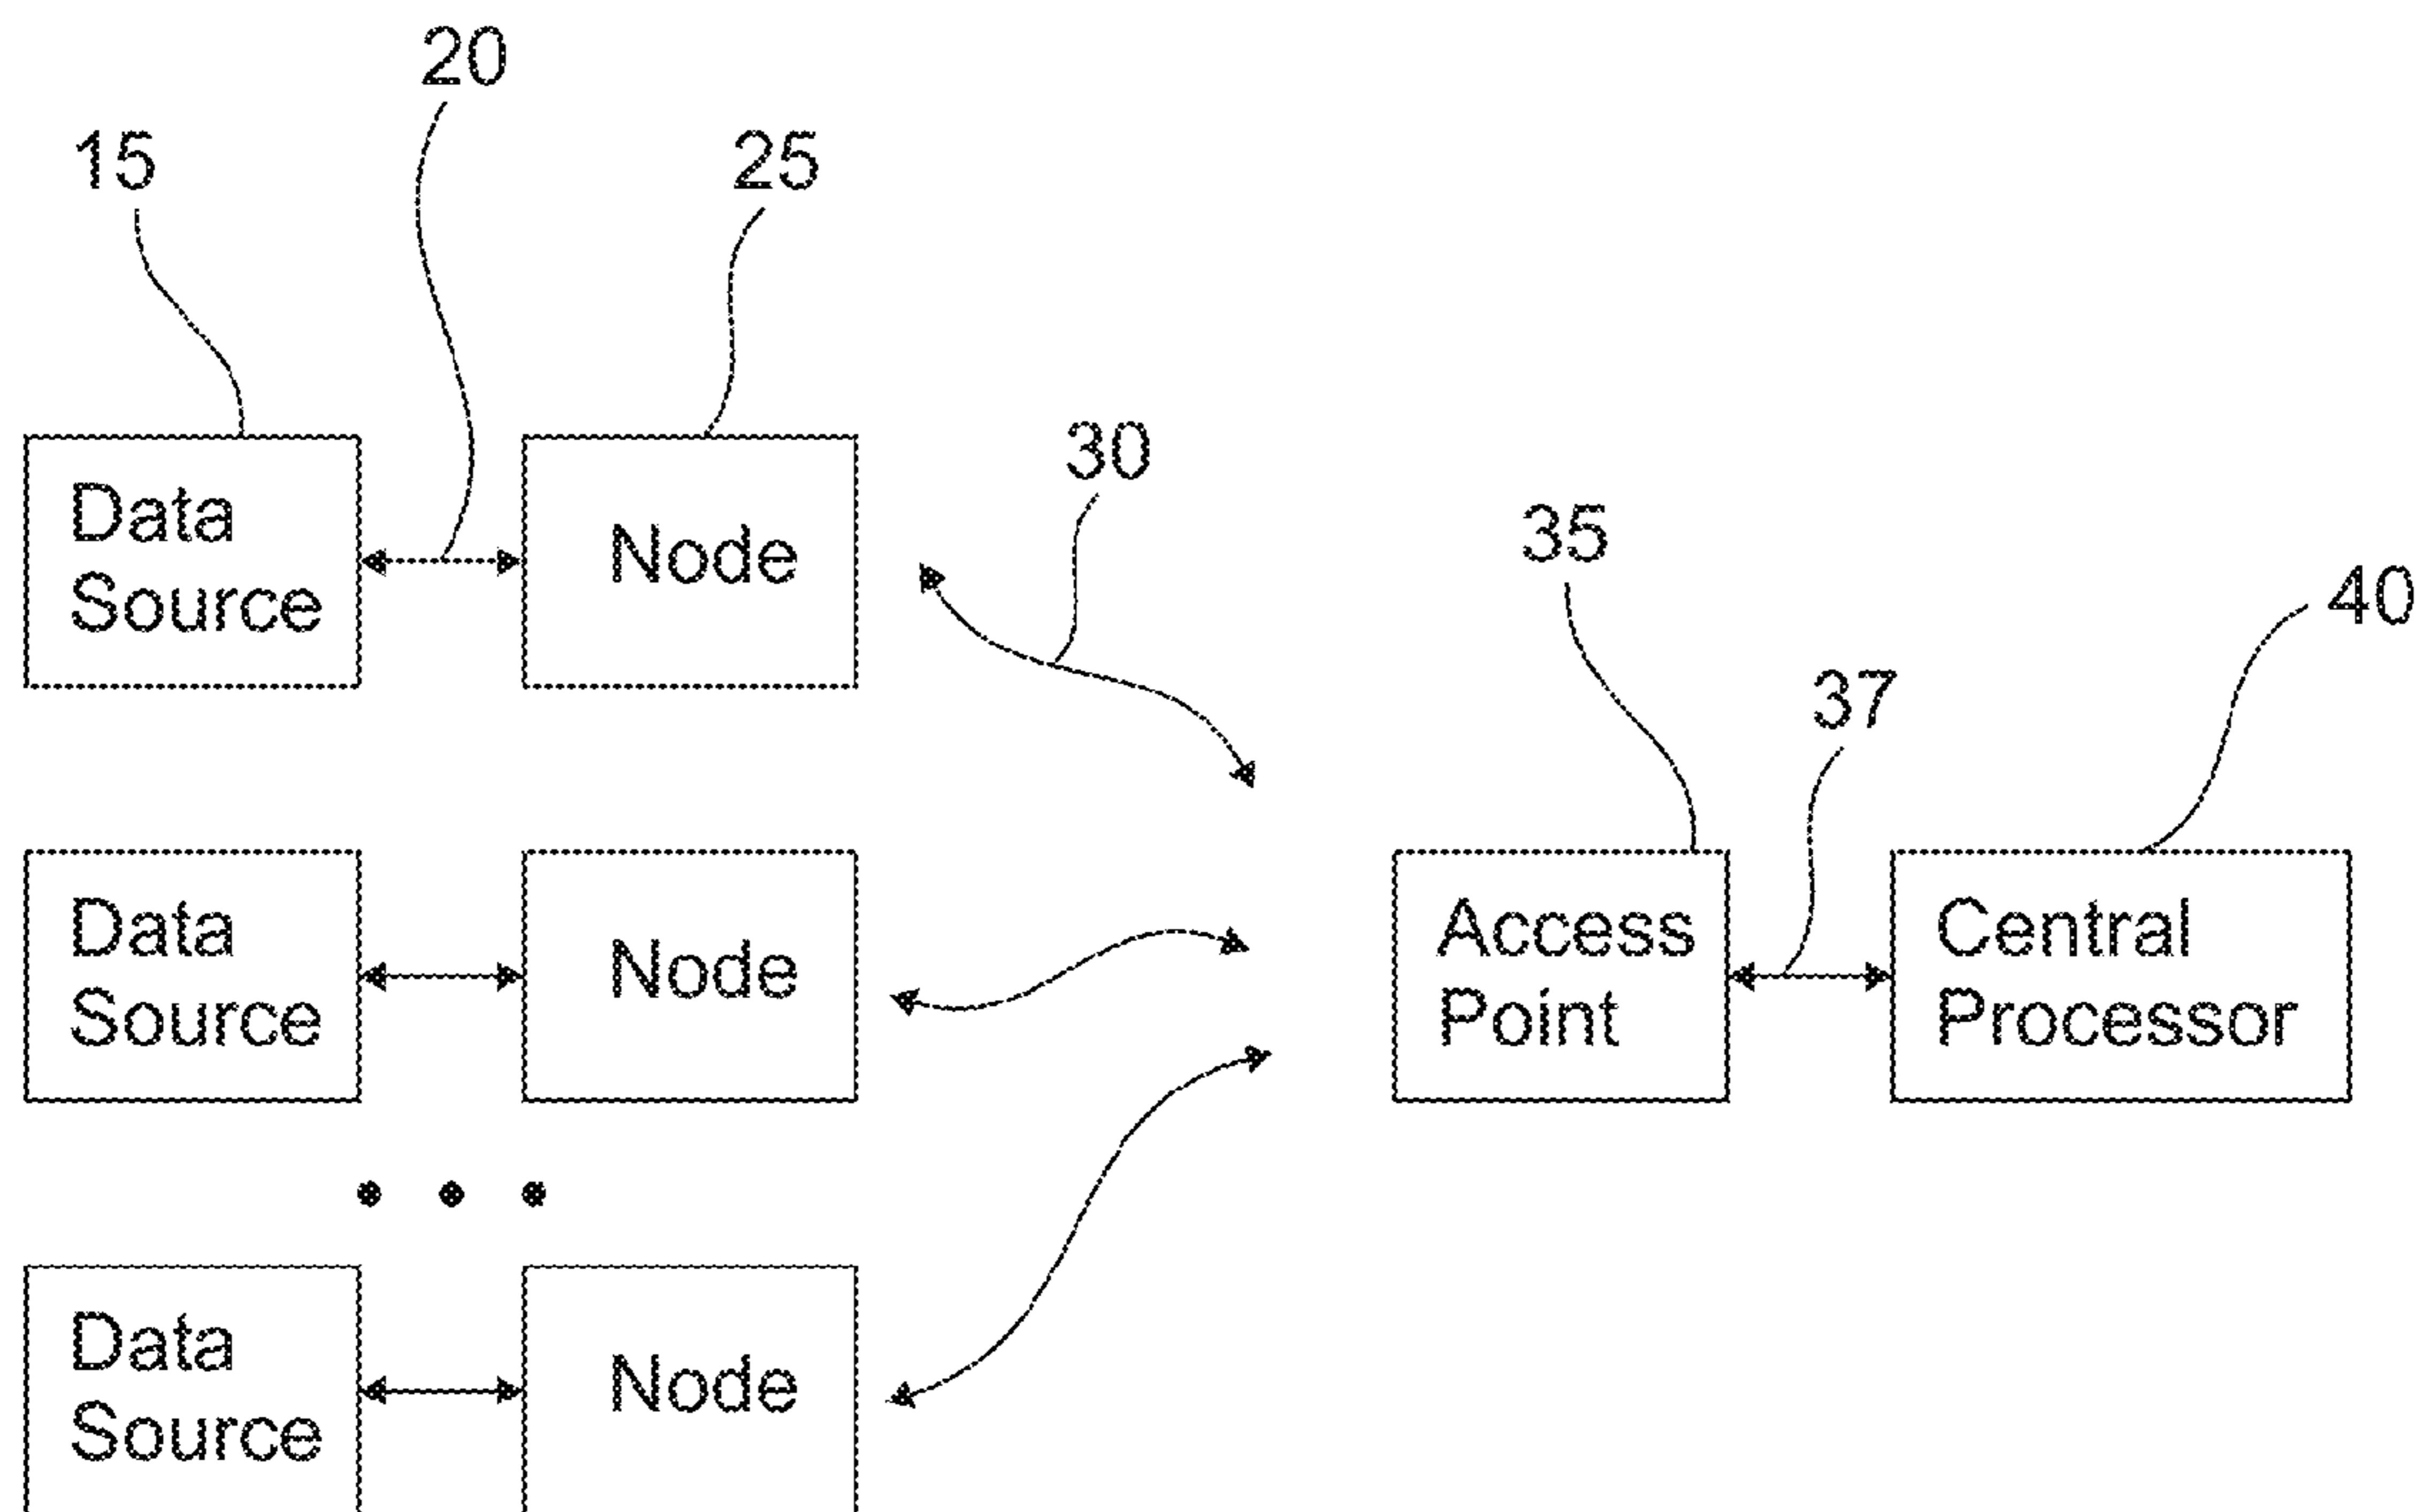 20
15
25
30
35
40
37
Data
Source
Node
Data
Source
Node
Access
Point
Central
Processor
Data
Source
Node